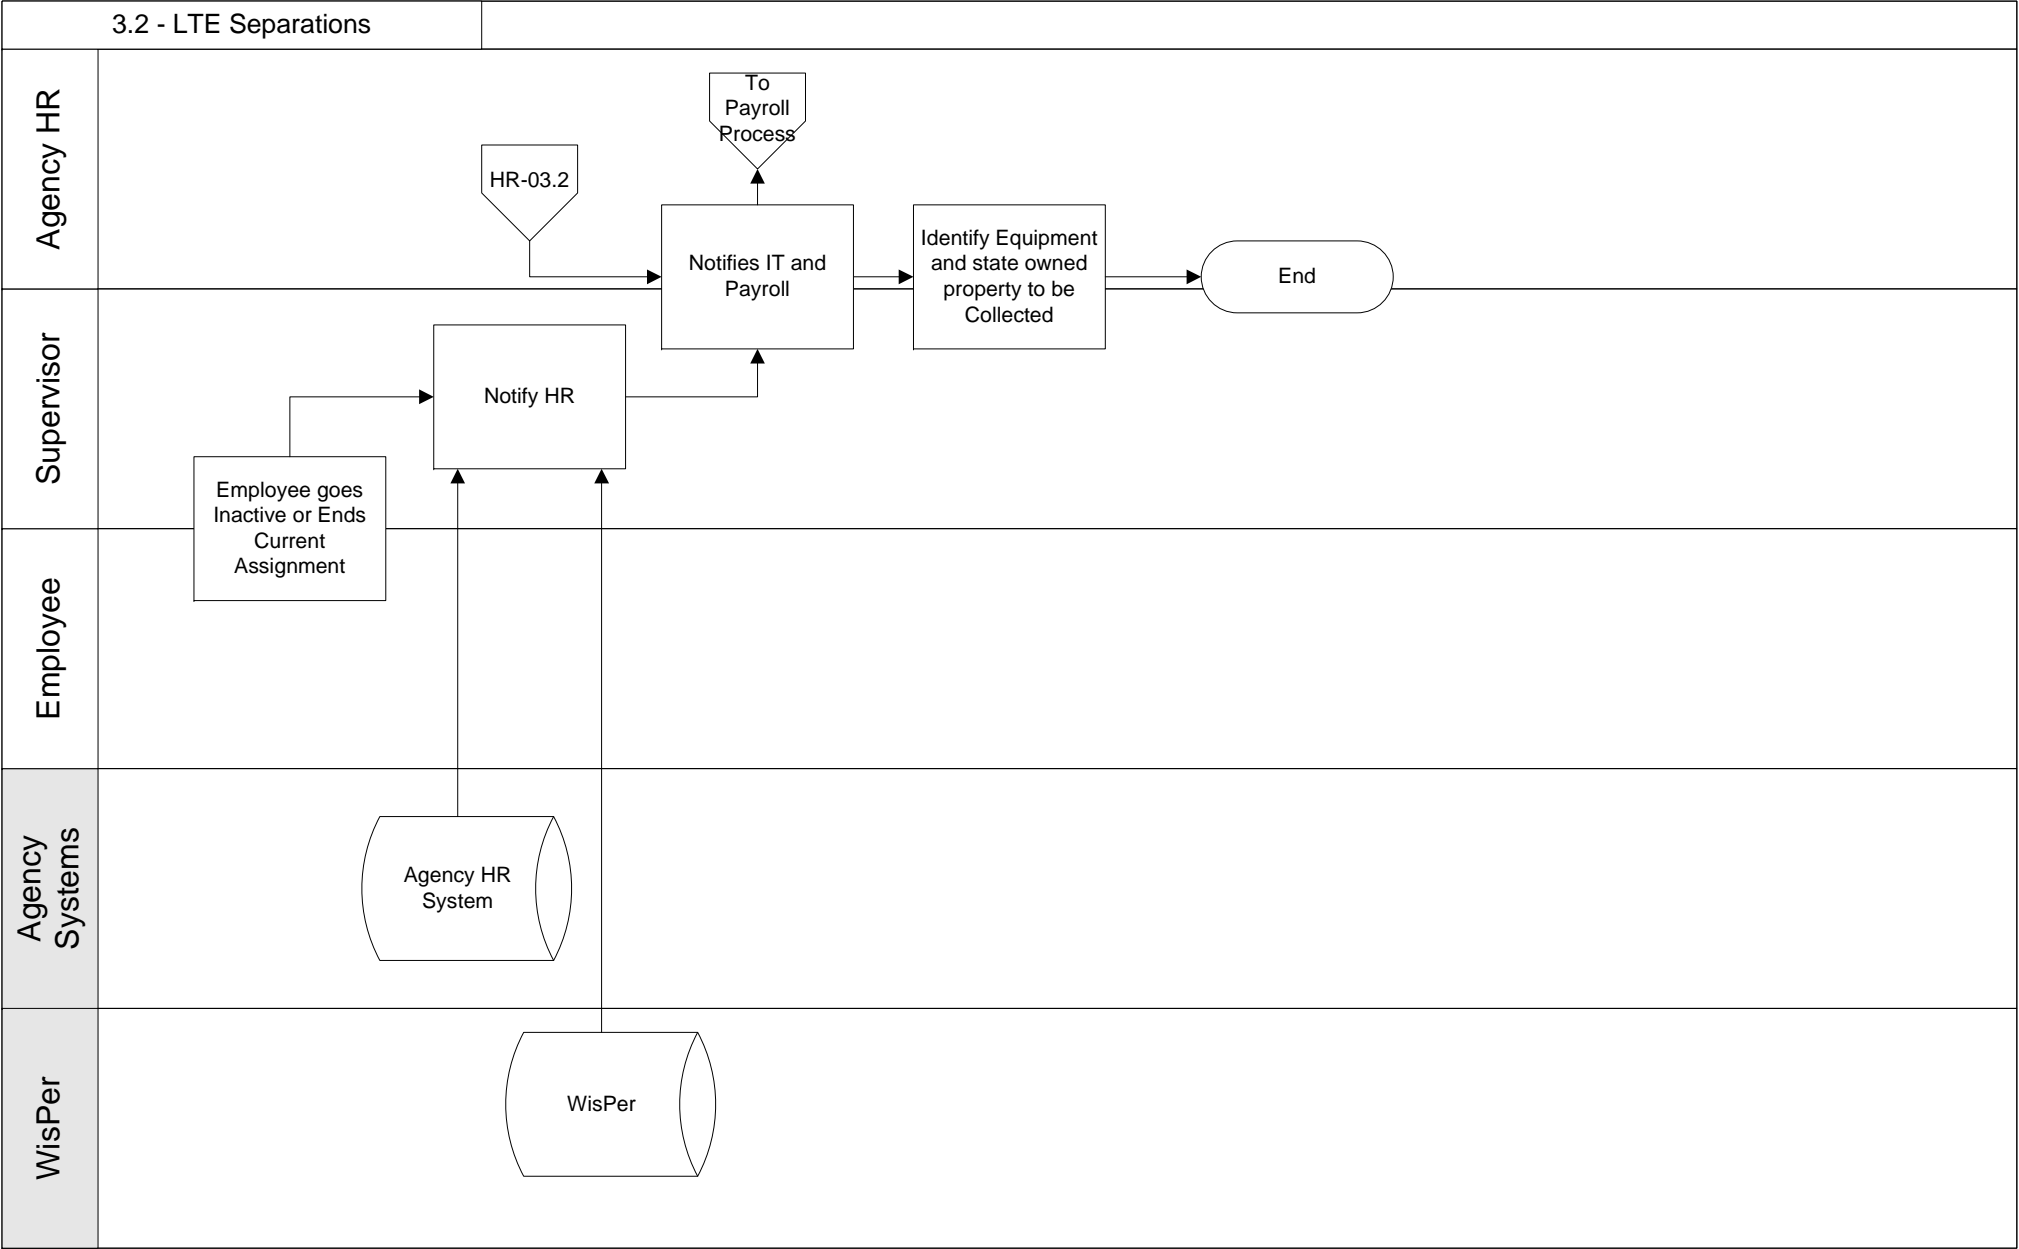 3.2 - LTE Separations
Agency HR
To
Payroll
Process
HR-03.2
Notifies IT and
Payroll
Identify Equipment
and state owned
property to be
Collected
End
Supervisor
Notify HR
Employee goes
Inactive or Ends
Current
Assignment
Employee
Agency
Systems
Agency HR
System
WisPer
WisPer